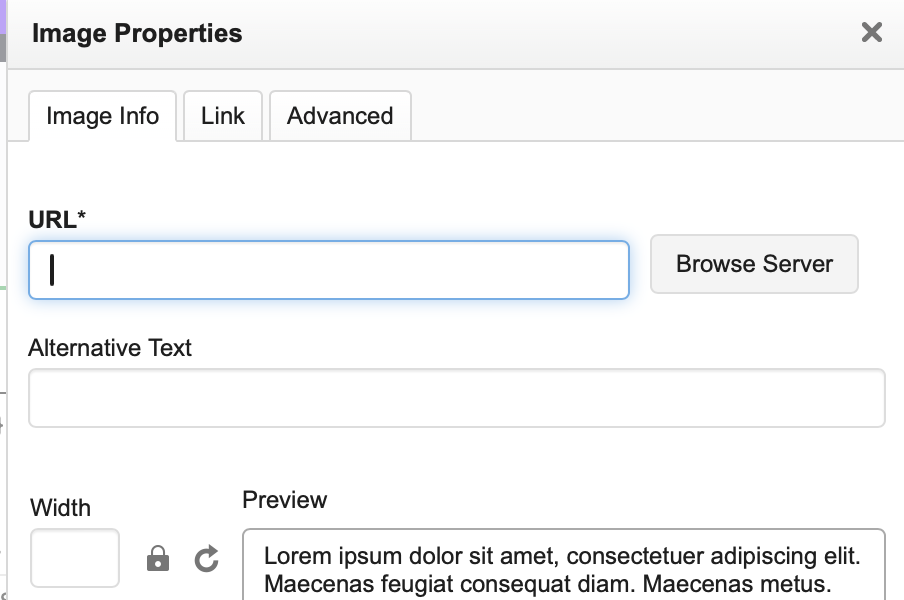 Image Properties
Image Info
Link
Advanced
URL*
Browse Server
Alternative Text
Width
Preview
Lorem ipsum dolor sit amet, consectetuer adipiscing elit.
Maecenas feugiat consequat diam. Maecenas metus.